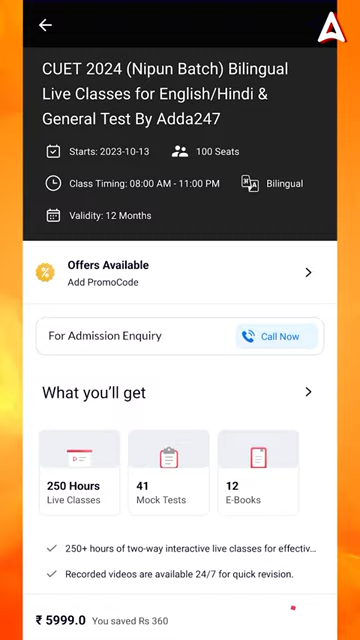 CUET 2024 (Nipun Batch) Bilingual
Live Classes for English/Hindi &
General Test By Adda247
Starts: 2023-10-13
100 Seats
Class Timing: 08:00 AM - 11:00 PM
Bilingual
Validity: 12 Months
Offers Available
Add PromoCode
For Admission Enquiry
Call Now
What you'll get
250 Hours
Live Classes
41
Mock Tests
12
E-Books
250+ hours of two-way interactive live classes for effectiv...
Recorded videos are available 24/7 for quick revision.
₹ 5999.0 You saved Rs 360